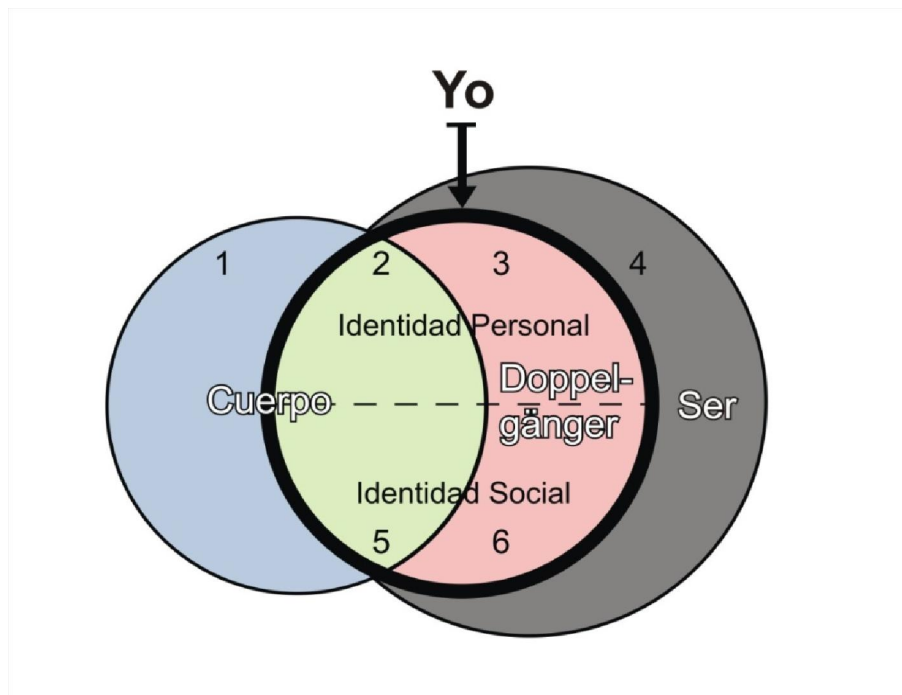 Yo
1
2
3
4
Identidad Personal
Cuerpo
Doppel-
gänger
Ser
Identidad Social
5
6